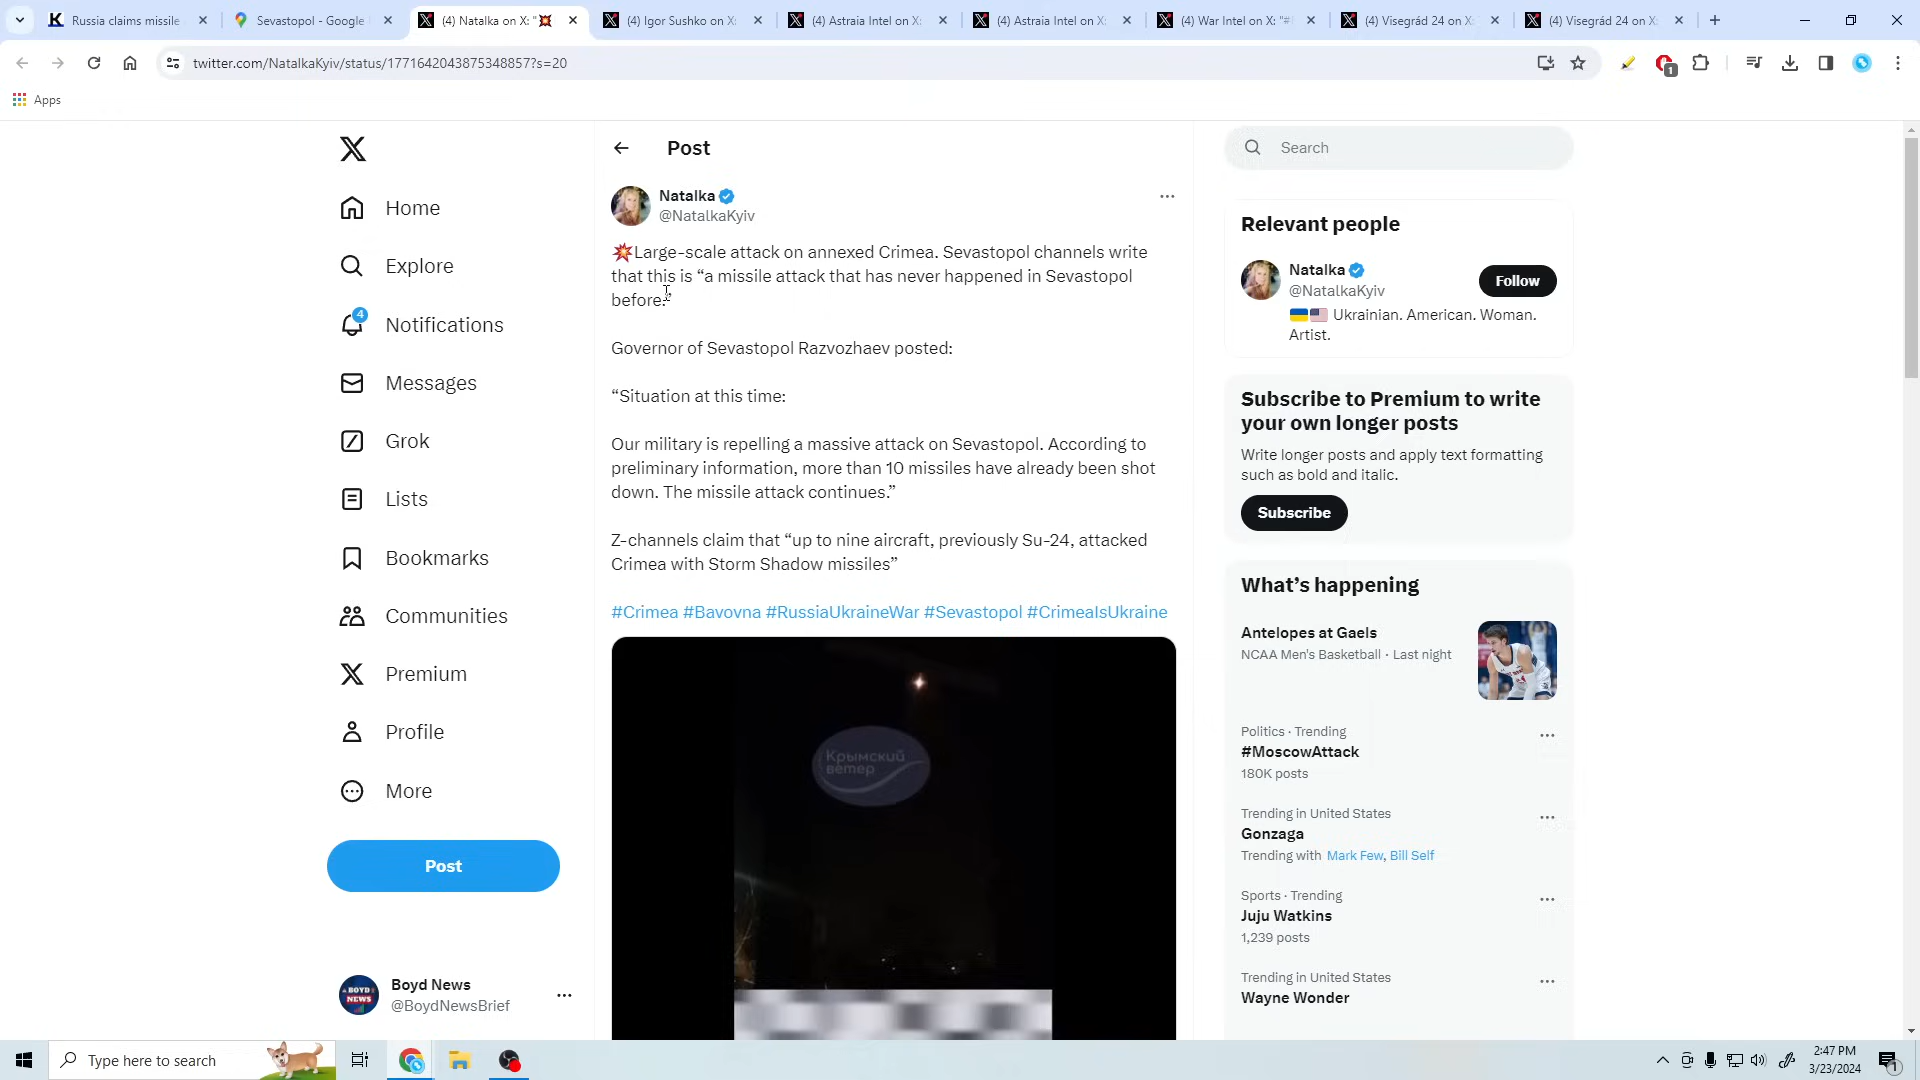 Russia claims missile
Sevastopol - Google
(4) Natalka on X: "💥
(4) Igor Sushko on X:
(4) Astraia Intel on X:
(4) Astraia Intel on X:
(4) War Intel on X: "#
(4) Visegrád 24 on X:
(4) Visegrád 24 on X:
twitter.com/NatalkaKyiv/status/1771642043875348857?s=20
1
Apps
Home
Explore
4
Notifications
Messages
Grok
Lists
Bookmarks
Communities
Premium
Profile
More
Post
Boyd News
@BoydNewsBrief
BOYD
NEWS
Post
Natalka
@NatalkaKyiv
💥Large-scale attack on annexed Crimea. Sevastopol channels write
that this is “a missile attack that has never happened in Sevastopol
before.”
Governor of Sevastopol Razvozhaev posted:
“Situation at this time:
Our military is repelling a massive attack on Sevastopol. According to
preliminary information, more than 10 missiles have already been shot
down. The missile attack continues.”
Z-channels claim that “up to nine aircraft, previously Su-24, attacked
Crimea with Storm Shadow missiles”
#Crimea #Bavovna #RussiaUkraineWar #Sevastopol #CrimeaIsUkraine
Крымский
ветер
Search
Relevant people
Natalka
@NatalkaKyiv
Follow
🇺🇦🇺🇸 Ukrainian. American. Woman.
Artist.
Subscribe to Premium to write
your own longer posts
Write longer posts and apply text formatting
such as bold and italic.
Subscribe
What’s happening
Antelopes at Gaels
NCAA Men's Basketball · Last night
Politics · Trending
#MoscowAttack
180K posts
Trending in United States
Gonzaga
Trending with Mark Few, Bill Self
Sports · Trending
Juju Watkins
1,239 posts
Trending in United States
Wayne Wonder
Type here to search
2:47 PM
3/23/2024
1